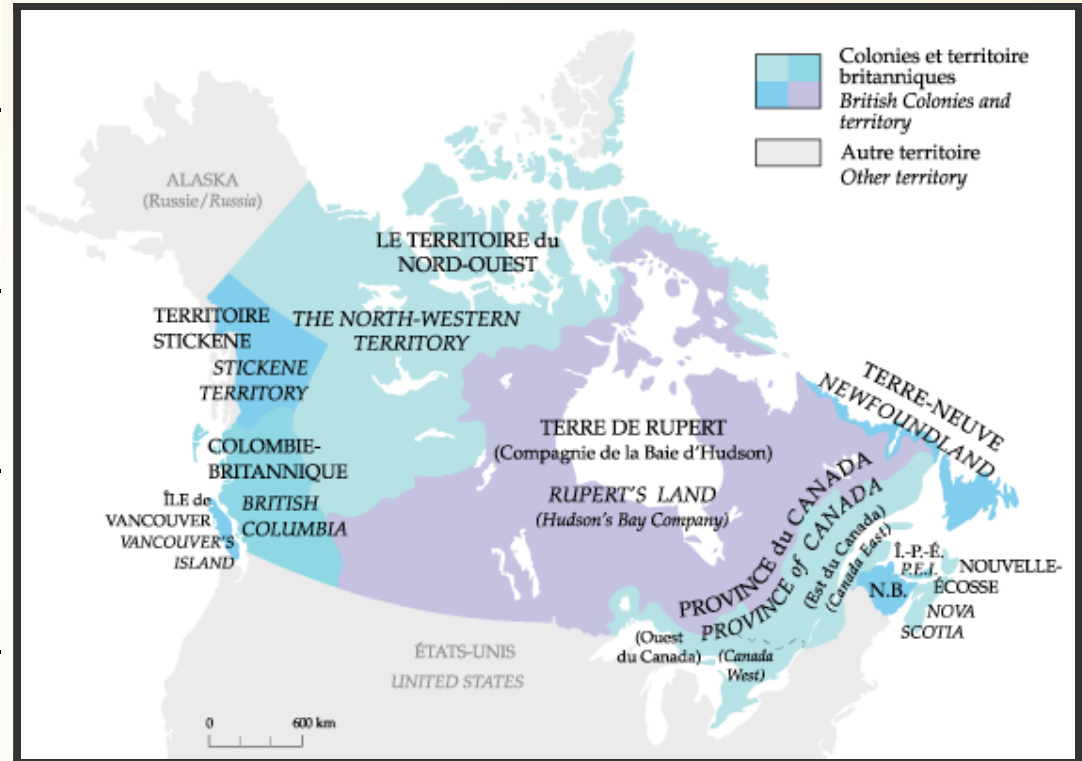 Colonies et territoire
britanniques
British Colonies and
territory
Autre territoire
Other territory
ALASKA
(Russie/Russia)
LE TERRITOIRE du
NORD-OUEST
THE NORTH-WESTERN
TERRITORY
TERRITOIRE
STICKENE
STICKENE
TERRITORY
COLOMBIE-
BRITANNIQUE
BRITISH
COLUMBIA
ÎLE de
VANCOUVER
VANCOUVER'S
ISLAND
TERRE DE RUPERT
(Compagnie de la Baie d'Hudson)
RUPERT'S LAND
(Hudson's Bay Company)
TERRE-NEUVE
NEWFOUNDLAND
PROVINCE du CANADA
PROVINCE of CANADA
(Est du Canada)
(Canada East)
(Ouest
du Canada)
(Canada
West)
Î.-P.-É.
P.E.I.
N.B.
NOUVELLE-
ÉCOSSE
NOVA
SCOTIA
ÉTATS-UNIS
UNITED STATES
0 600 km